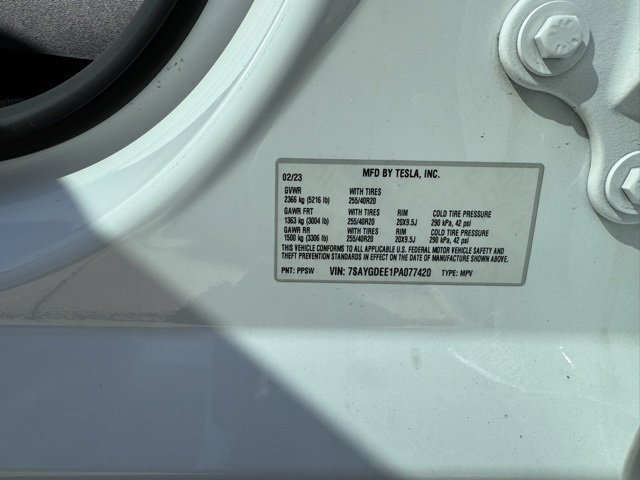 02/23 MFD BY TESLA, INC.
GVWR WITH TIRES
2366 kg (5216 lb) 255/40R20
GAWR FRT WITH TIRES RIM COLD TIRE PRESSURE
1363 kg (3004 lb) 255/40R20 20X9.5J 290 kPa, 42 psi
GAWR RR WITH TIRES RIM COLD TIRE PRESSURE
1500 kg (3306 lb) 255/40R20 20X9.5J 290 kPa, 42 psi
THIS VEHICLE CONFORMS TO ALL APPLICABLE U.S. FEDERAL MOTOR VEHICLE SAFETY AND
THEFT PREVENTION STANDARDS IN EFFECT ON DATE OF MANUFACTURE SHOWN ABOVE.
PNT: PPSW VIN: 7SAYGDEE1PA077420 TYPE: MPV